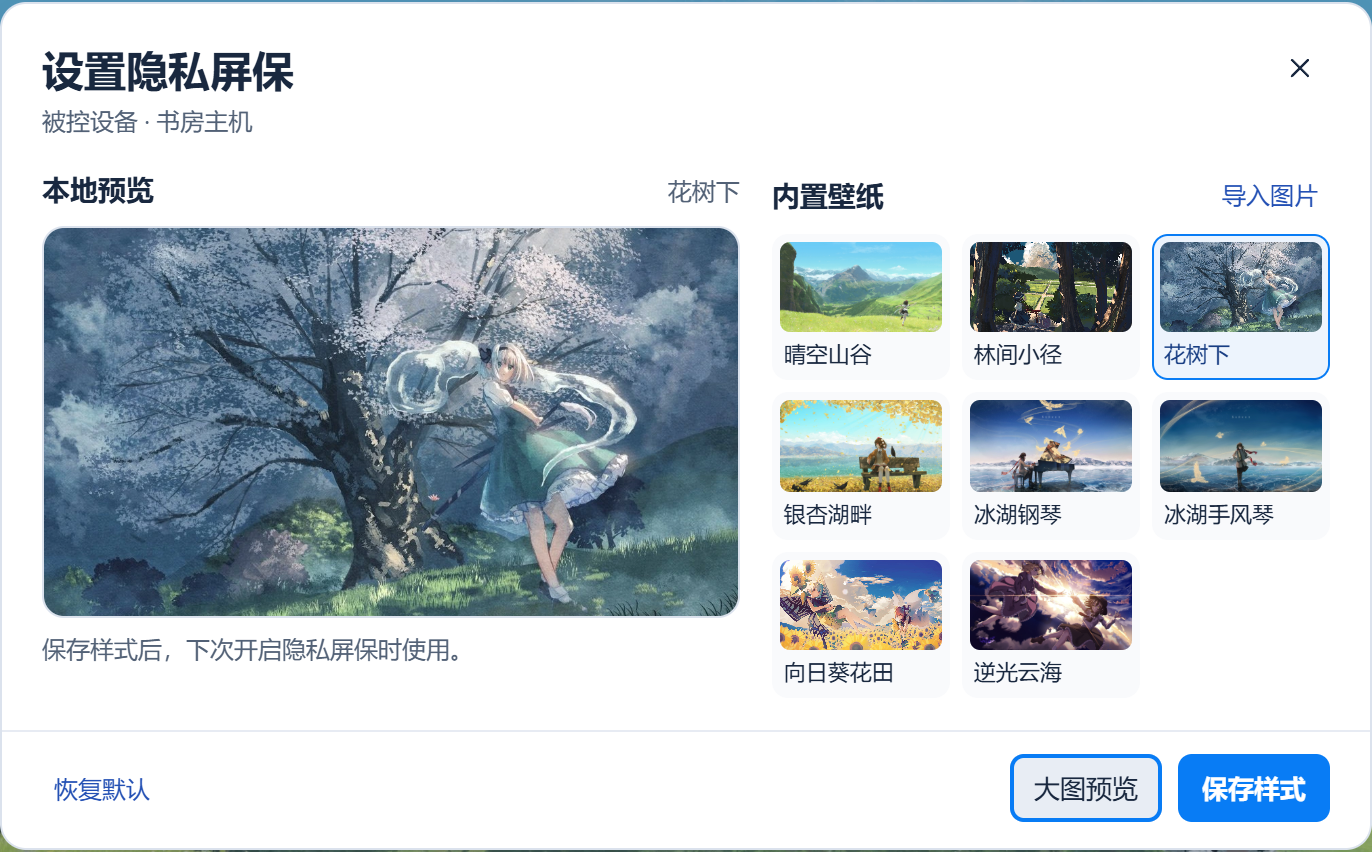 设置隐私屏保
被控设备 · 书房主机
本地预览
花树下
保存样式后，下次开启隐私屏保时使用。
内置壁纸
导入图片
晴空山谷
林间小径
花树下
银杏湖畔
冰湖钢琴
冰湖手风琴
向日葵花田
逆光云海
恢复默认
大图预览
保存样式